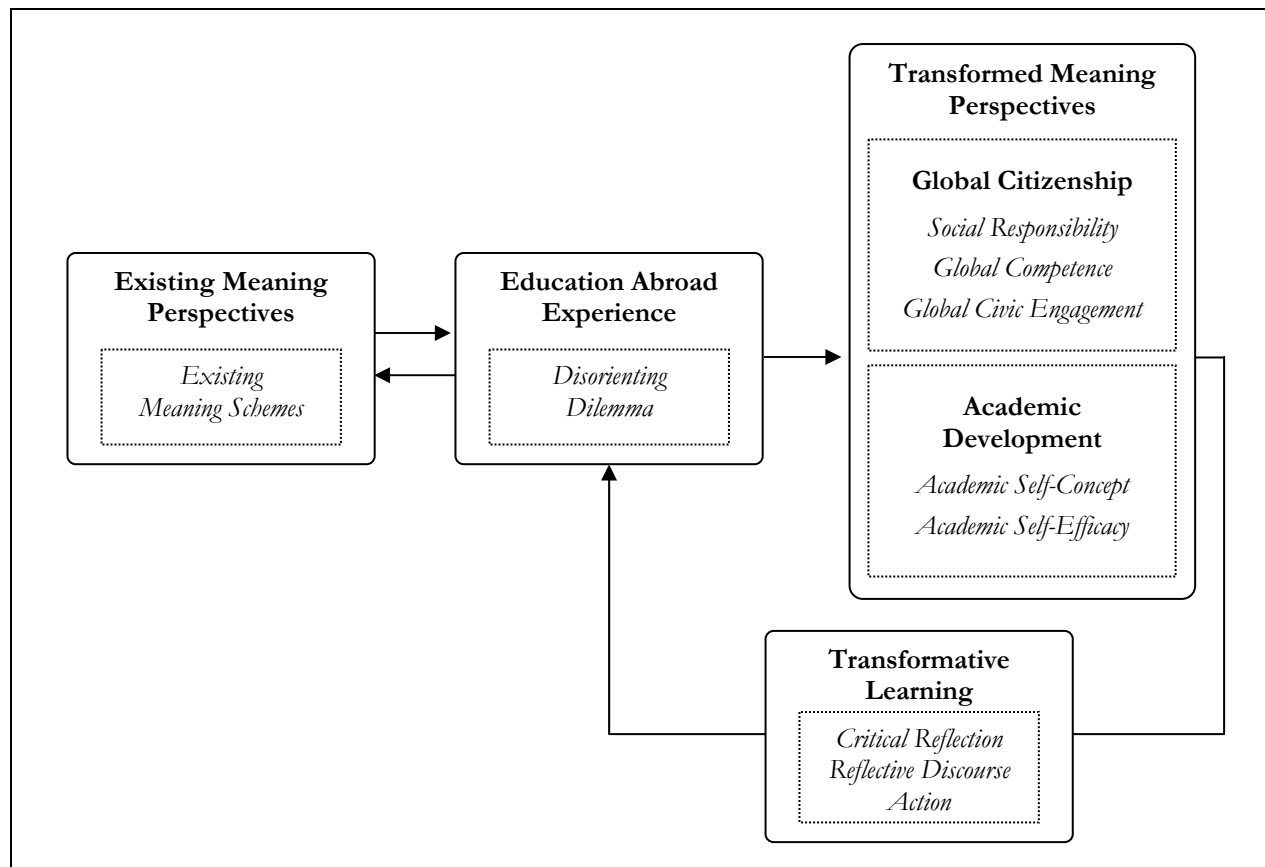 Existing Meaning
Perspectives
Existing
Meaning Schemes
Education Abroad
Experience
Disorienting
Dilemma
Transformed Meaning
Perspectives
Global Citizenship
Social Responsibility
Global Competence
Global Civic Engagement
Academic
Development
Academic Self-Concept
Academic Self-Efficacy
Transformative
Learning
Critical Reflection
Reflective Discourse
Action